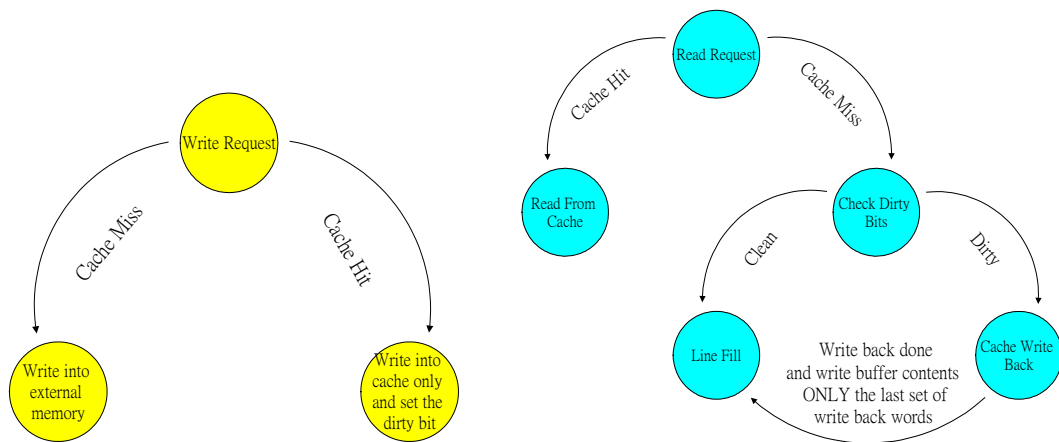 Write Request
Cache Miss
Cache Hit
Write into
external
memory
Write into
cache only
and set the
dirty bit
Read Request
Cache Hit
Cache Miss
Read From
Cache
Check Dirty
Bits
Clean
Dirty
Line Fill
Write back done
and write buffer contents
ONLY the last set of
write back words
Cache Write
Back